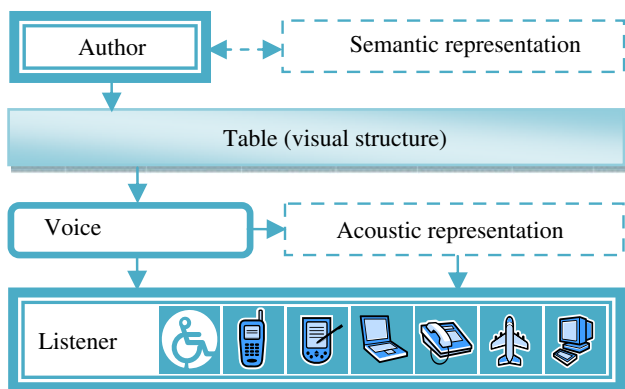 Author
Semantic representation
Table (visual structure)
Voice
Acoustic representation
Listener